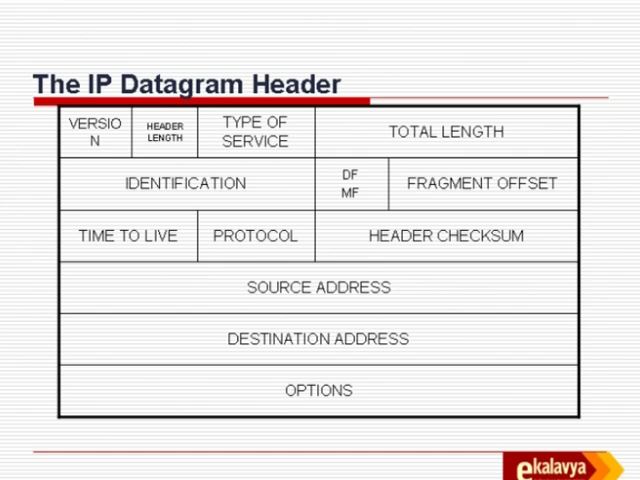 The IP Datagram Header
VERSIO
N
HEADER
LENGTH
TYPE OF
SERVICE
TOTAL LENGTH
IDENTIFICATION
DF
MF
FRAGMENT OFFSET
TIME TO LIVE
PROTOCOL
HEADER CHECKSUM
SOURCE ADDRESS
DESTINATION ADDRESS
OPTIONS
ekalavya